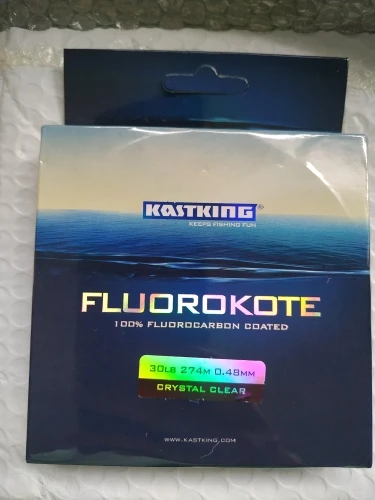 KASTKING®
KEEPS FISHING FUN
FLUOROKOTE
100% FLUOROCARBON COATED
30LB 274M 0.48MM
CRYSTAL CLEAR
WWW.KASTKING.COM